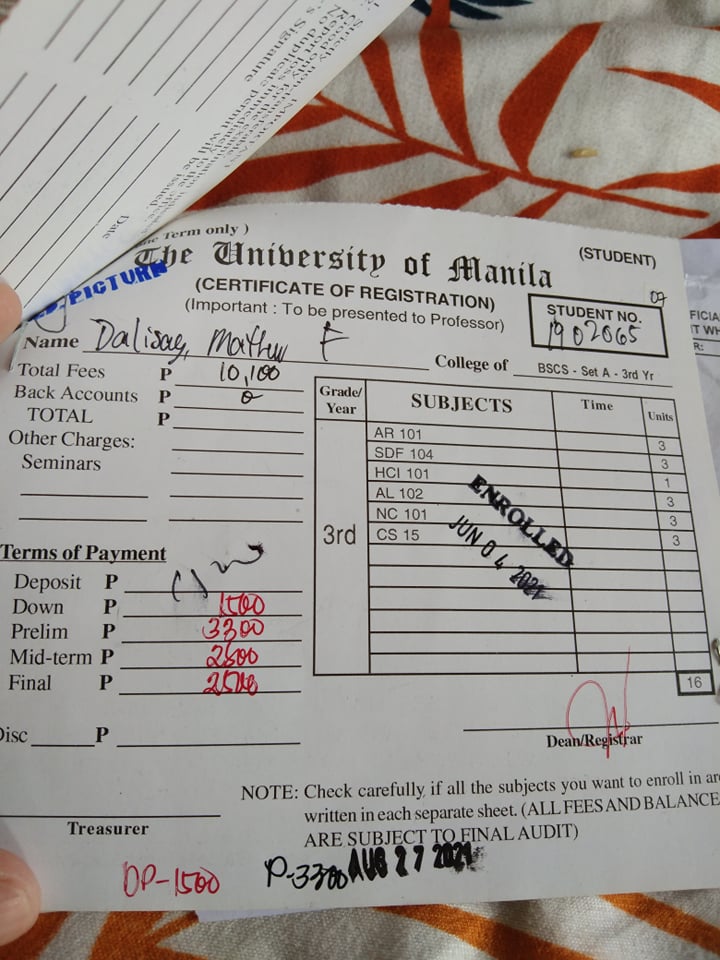 Signature
Date
Term only )
PICTURE
The University of Manila
(STUDENT)
(CERTIFICATE OF REGISTRATION)
(Important : To be presented to Professor)
07
STUDENT NO.
1902065
Name Dalisay, Mathew F
College of BSCS - Set A - 3rd Yr
Total Fees P 10,100
Back Accounts P 0
TOTAL P
Other Charges:
Seminars
Grade/Year SUBJECTS Time Units
AR 101 3
SDF 104 3
HCI 101 1
AL 102 3
NC 101 3
CS 15 3
3rd
ENROLLED
JUN 04 2021
16
Terms of Payment
Deposit P
Down P 1500
Prelim P 3300
Mid-term P
Final P
Disc P
Dean/Registrar
Treasurer
NOTE: Check carefully, if all the subjects you want to enroll in are
written in each separate sheet. (ALL FEES AND BALANCE
ARE SUBJECT TO FINAL AUDIT)
DP-1500
P-3300 AUG 27 2021